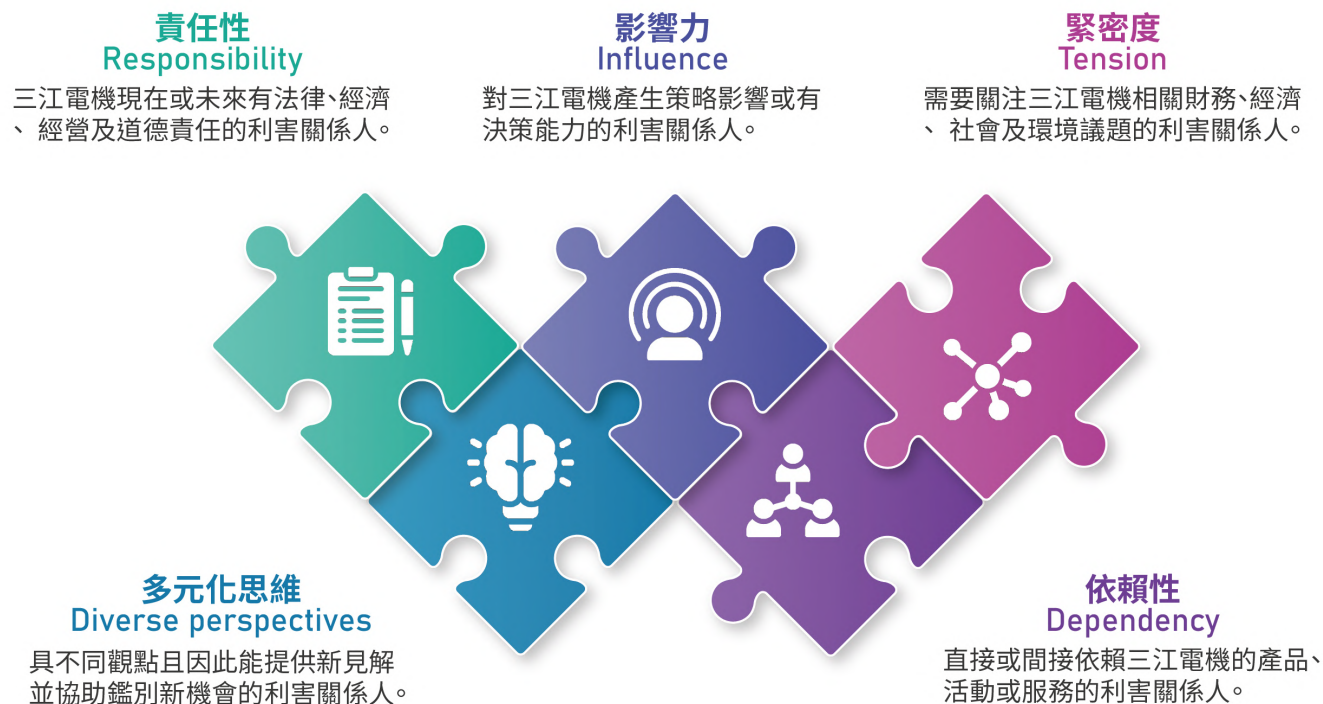 責任性
Responsibility
三江電機現在或未來有法律、經濟
、 經營及道德責任的利害關係人。
影響力
Influence
對三江電機產生策略影響或有
決策能力的利害關係人。
緊密度
Tension
需要關注三江電機相關財務、經濟
、 社會及環境議題的利害關係人。
多元化思維
Diverse perspectives
具不同觀點且因此能提供新見解
並協助鑑別新機會的利害關係人。
依賴性
Dependency
直接或間接依賴三江電機的產品、
活動或服務的利害關係人。